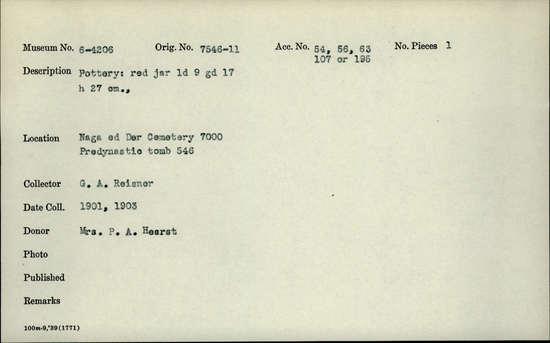 Museum No. 6-4206 Orig. No. 7546-11 Acc. No. 54, 56, 63 No. Pieces 1
107 or 195
Description Pottery: red jar ld 9 gd 17
h 27 cm.,
Location Naga ed Der Cemetery 7000
Predynastic tomb 546
Collector G. A. Reisner
Date Coll. 1901, 1903
Donor Mrs. P. A. Hearst
Photo
Published
Remarks
100m-9,'39(1771)